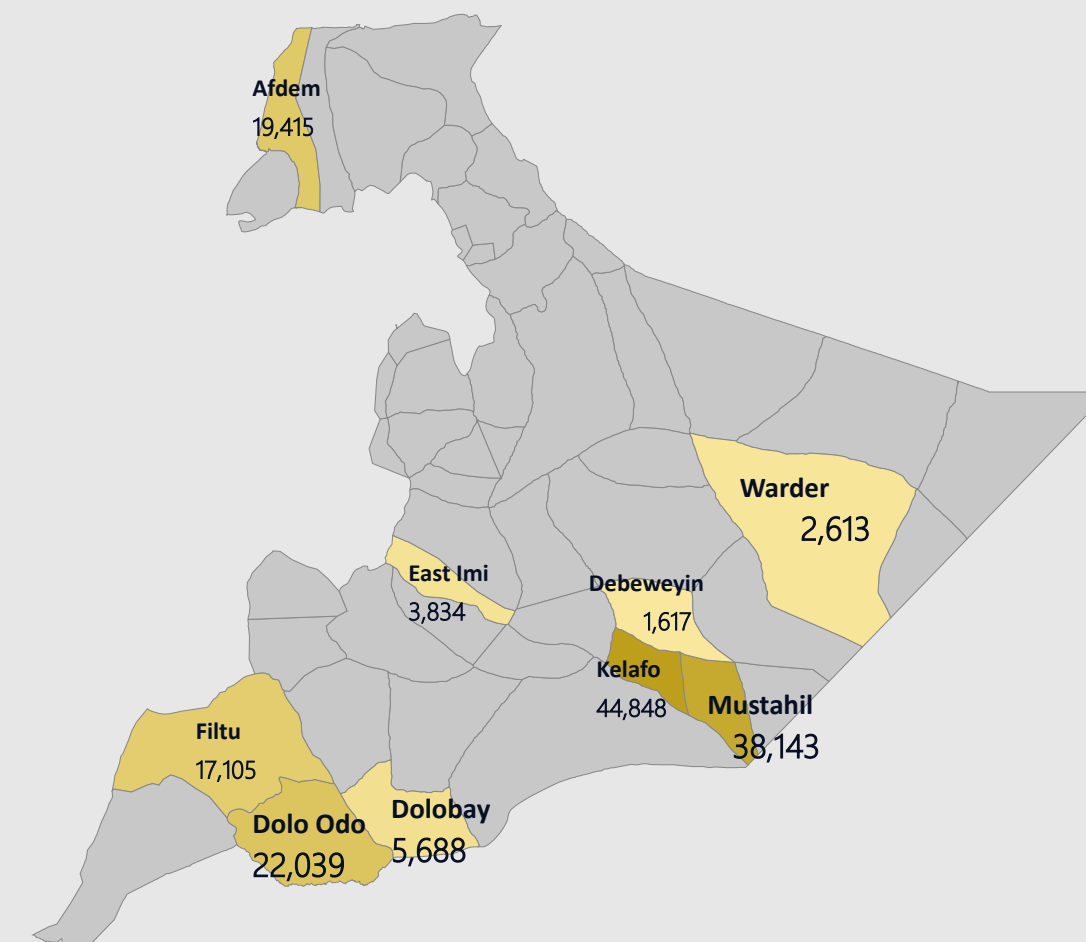 Afdem
19,415
Warder
2,613
East Imi
3,834
Debeweyin
1,617
Kelafo
44,848
Mustahil
38,143
Filtu
17,105
Dolobay
5,688
Dolo Odo
22,039